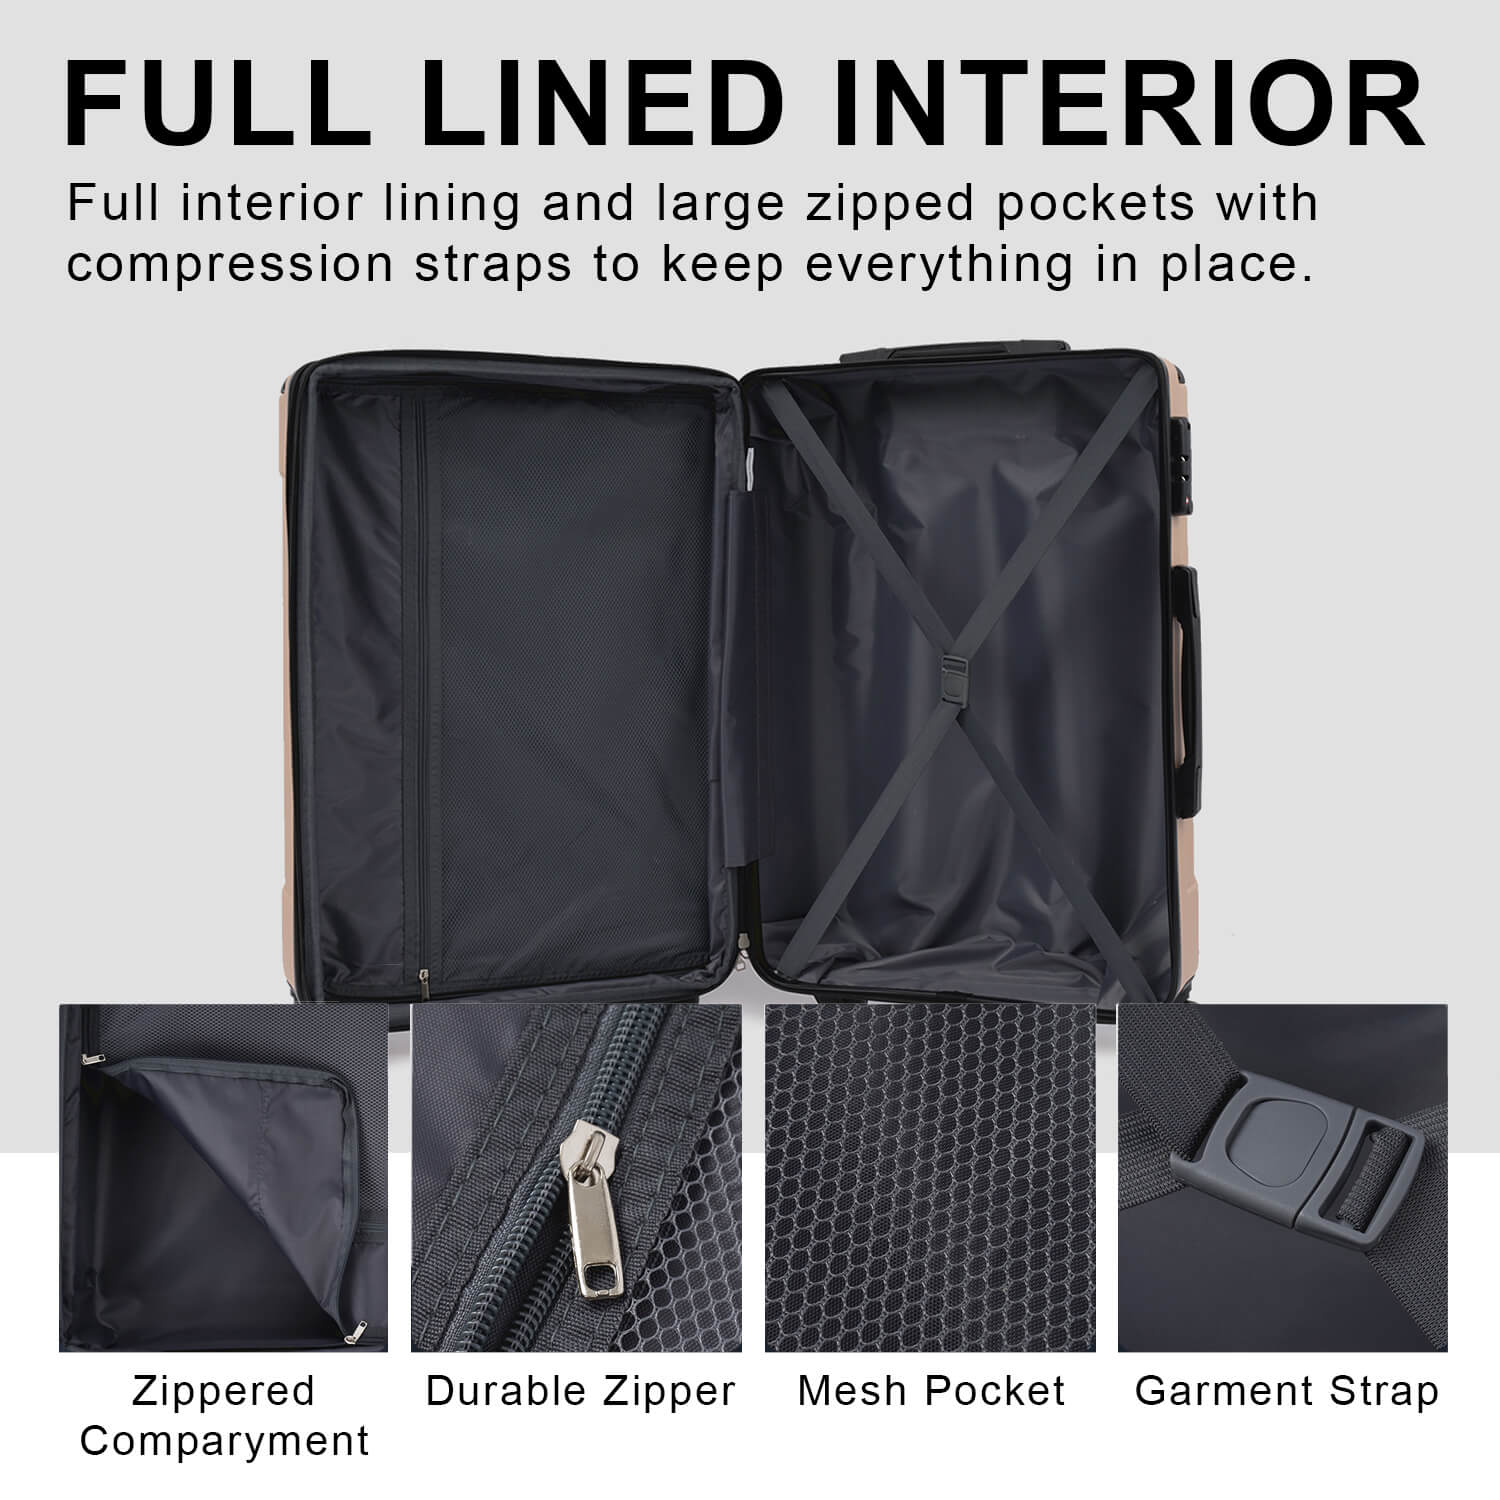 FULL LINED INTERIOR
Full interior lining and large zipped pockets with
compression straps to keep everything in place.
Zippered
Comparyment
Durable Zipper
Mesh Pocket
Garment Strap